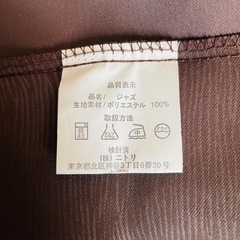 品質表示
品名/ ジャズ
生地素材/ポリエステル 100%
取扱方法
検針済
(株)ニトリ
東京都北区神谷3丁目6番20号